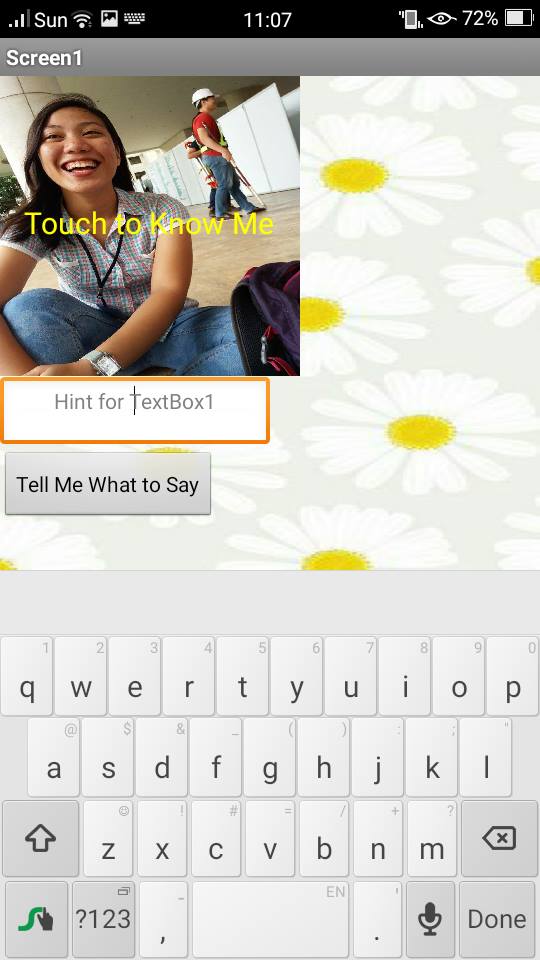 Sun 11:07 72%
Screen1
Touch to Know Me
Hint for TextBox1
Tell Me What to Say
1 2 3 4 5 6 7 8 9 0
q w e r t y u i o p
@ $ & _ ( ) : ; "
a s d f g h j k l
! # = / + ?
z x c v b n m
- EN '
?123 , . Done